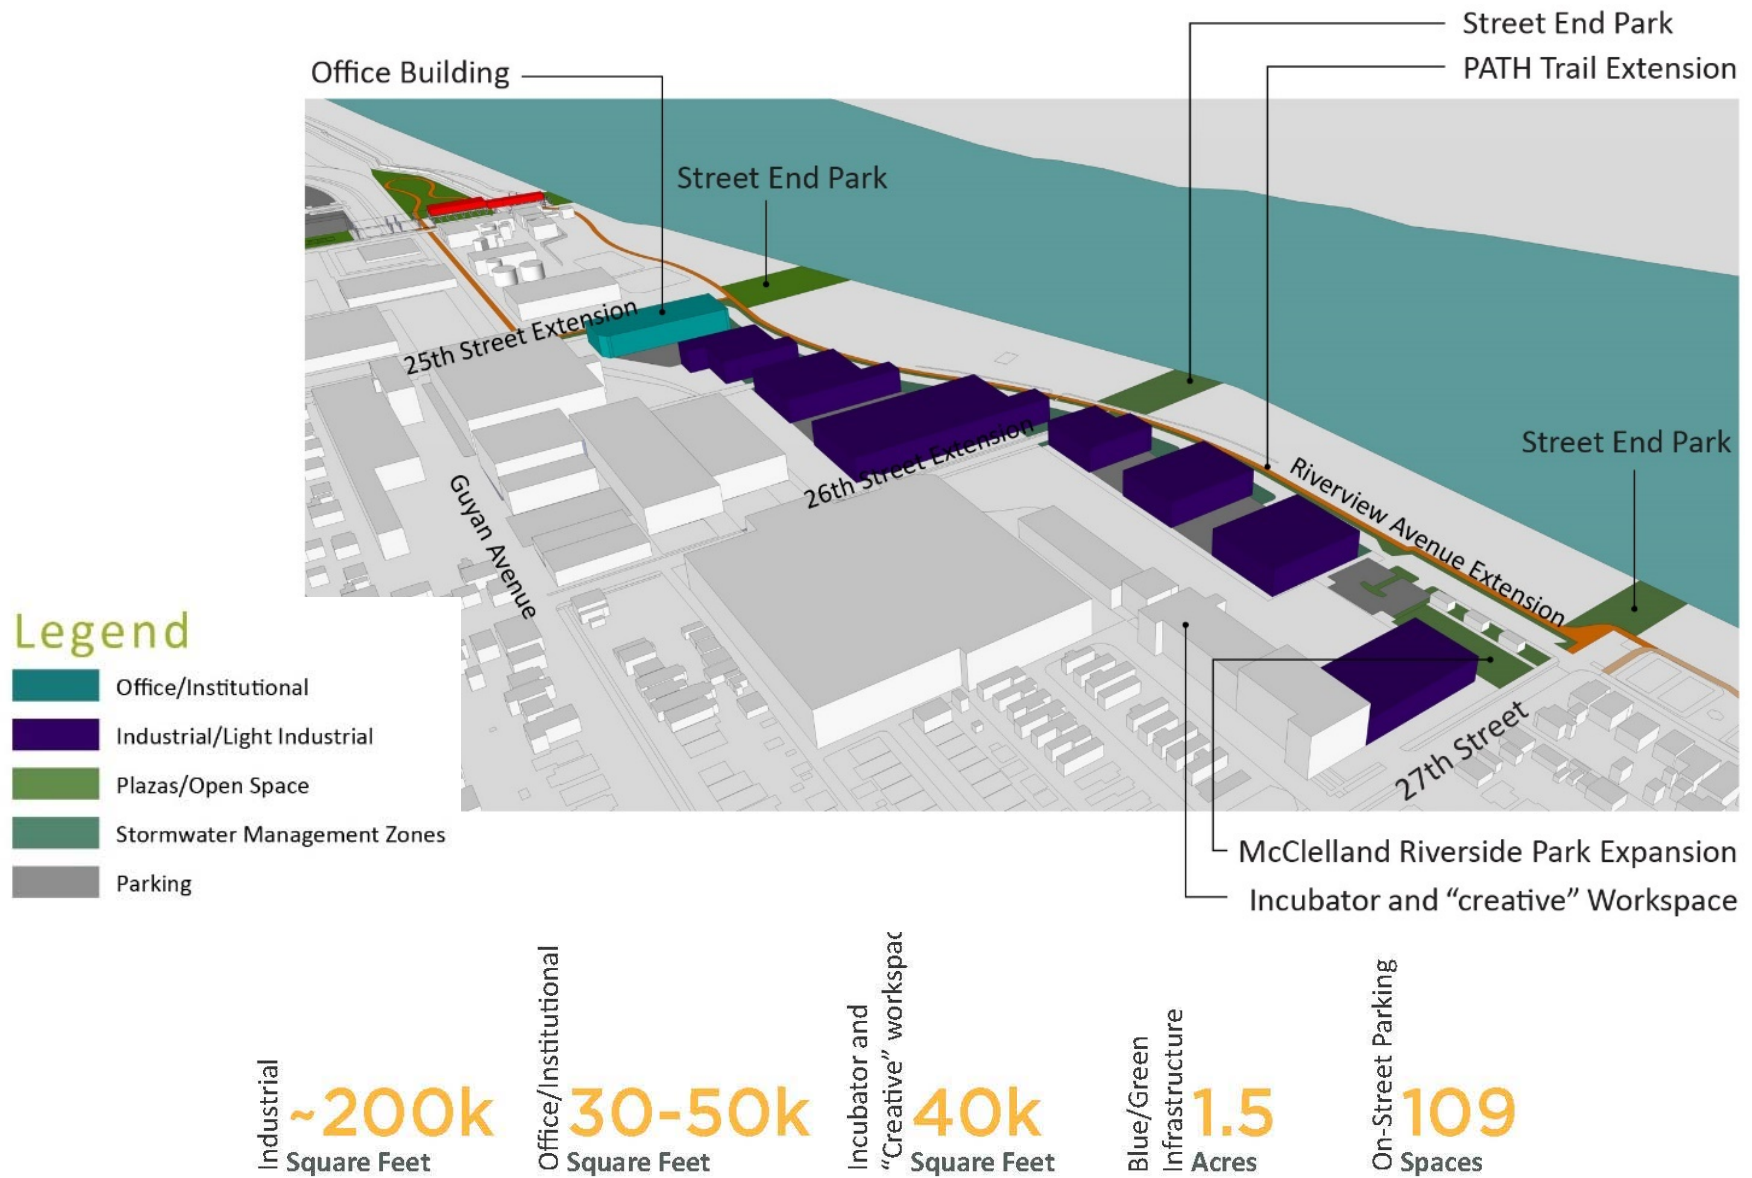 Street End Park
PATH Trail Extension
Office Building
Street End Park
25th Street Extension
26th Street Extension
Street End Park
Riverview Avenue Extension
Guyan Avenue
27th Street
McClelland Riverside Park Expansion
Incubator and “creative” Workspace
Legend
Office/Institutional
Industrial/Light Industrial
Plazas/Open Space
Stormwater Management Zones
Parking
Industrial
~200k
Square Feet
Office/Institutional
30-50k
Square Feet
Incubator and
“Creative” workspac
40k
Square Feet
Blue/Green
Infrastructure
1.5
Acres
On-Street Parking
109
Spaces